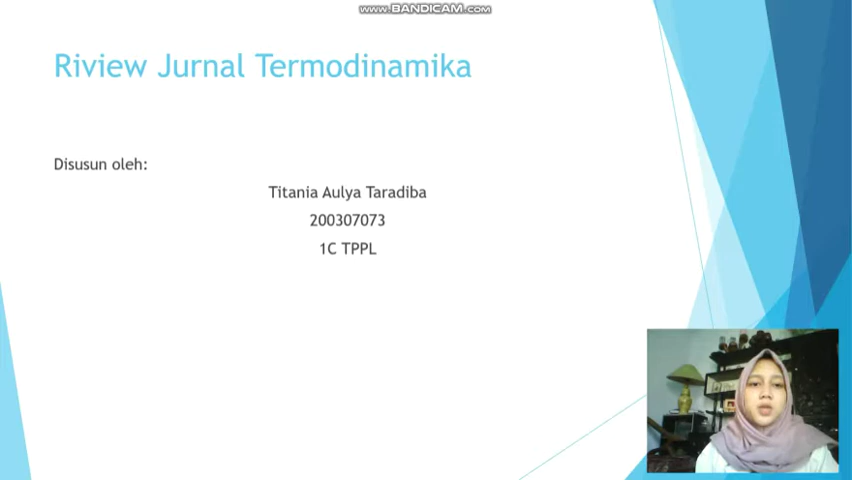 www.BANDICAM.com
Riview Jurnal Termodinamika
Disusun oleh:
Titania Aulya Taradiba
200307073
1C TPPL